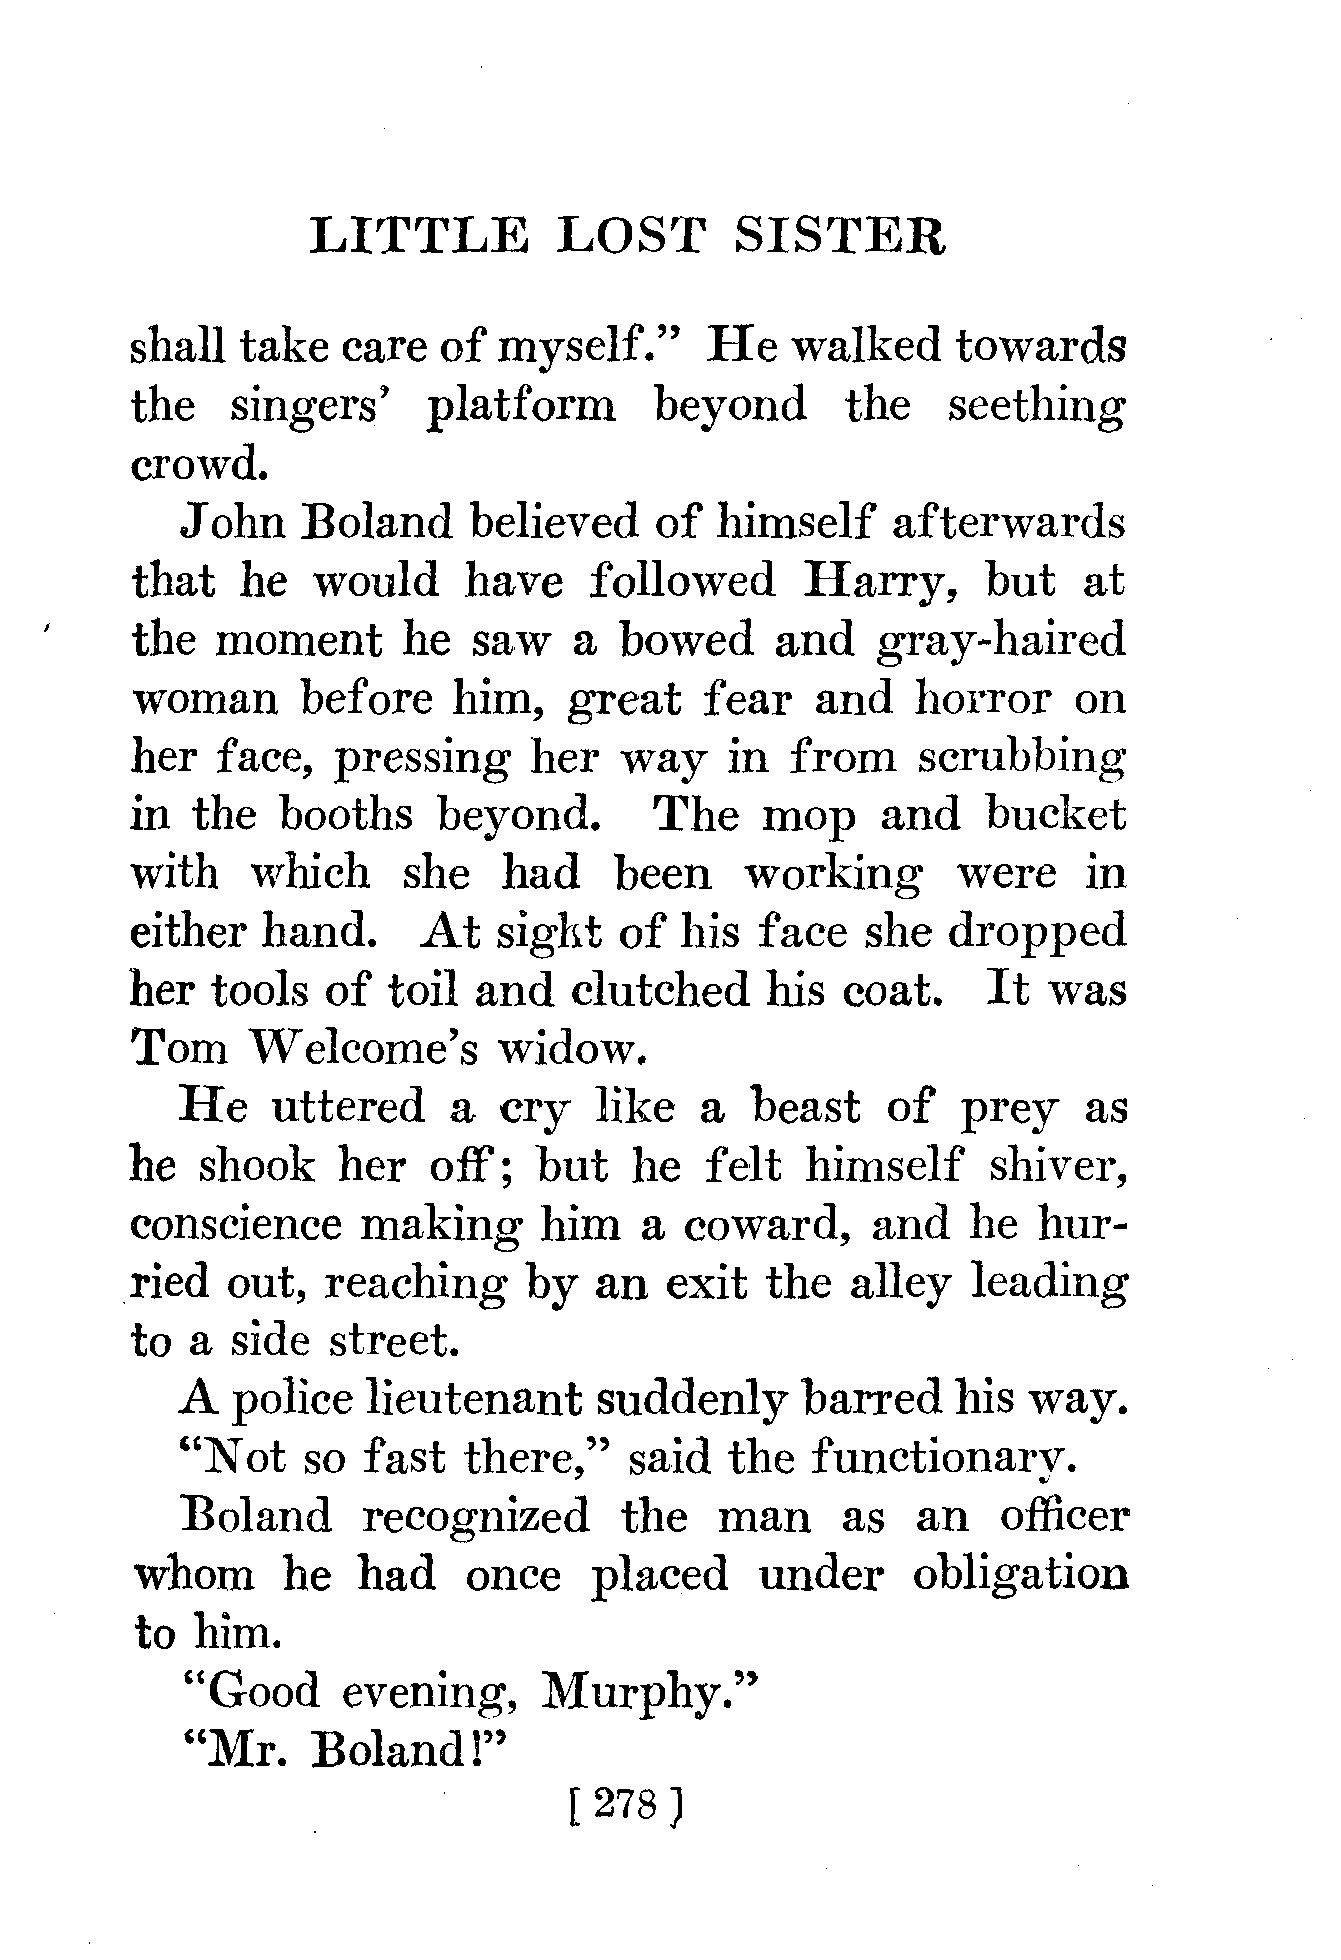 LITTLE LOST SISTER
shall take care of myself." He walked towards
the singers' platform beyond the seething
crowd.
John Boland believed of himself afterwards
that he would have followed Harry, but at
the moment he saw a bowed and gray-haired
woman before him, great fear and horror on
her face, pressing her way in from scrubbing
in the booths beyond. The mop and bucket
with which she had been working were in
either hand. At sight of his face she dropped
her tools of toil and clutched his coat. It was
Tom Welcome's widow.
He uttered a cry like a beast of prey as
he shook her off; but he felt himself shiver,
conscience making him a coward, and he hur-
ried out, reaching by an exit the alley leading
to a side street.
A police lieutenant suddenly barred his way.
"Not so fast there," said the functionary.
Boland recognized the man as an officer
whom he had once placed under obligation
to him.
"Good evening, Murphy."
"Mr. Boland!"
[ 278 ]